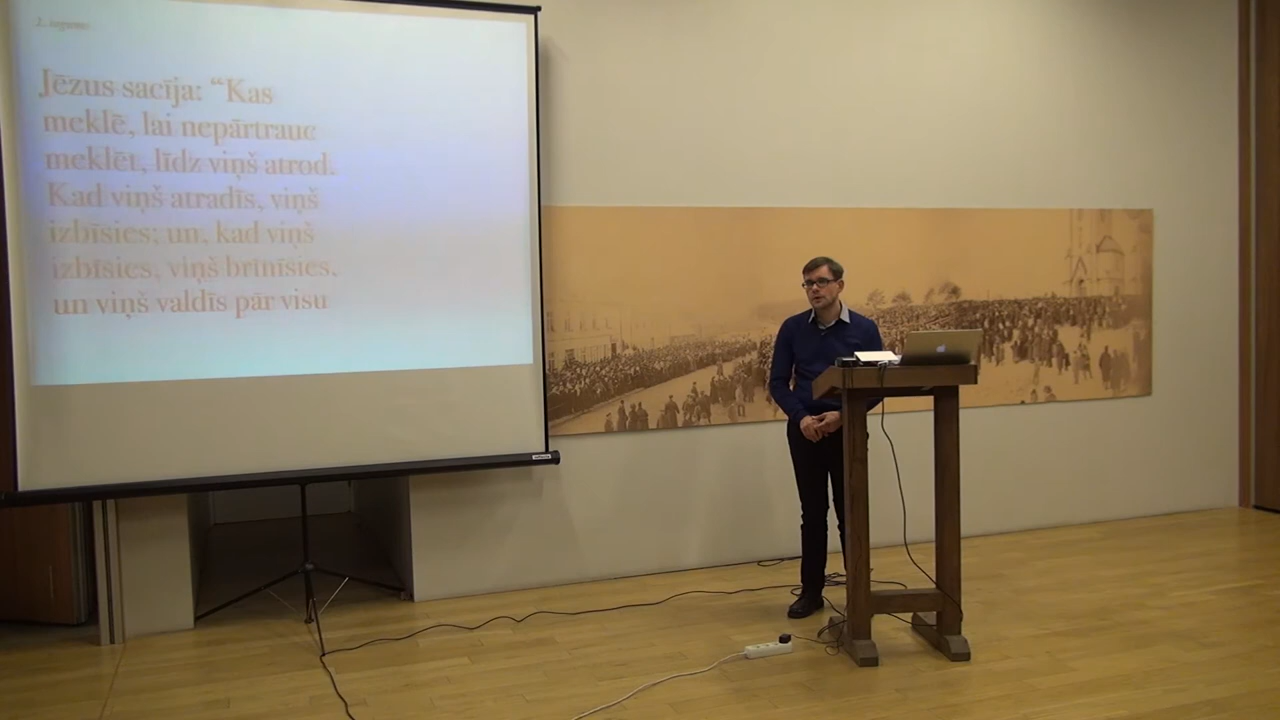 Jēzus sacīja: “Kas
meklē, lai nepārtrauc
meklēt, līdz viņš atrod.
Kad viņš atradīs, viņš
izbīsies; un, kad viņš
izbīsies, viņš brīnīsies,
un viņš valdīs pār visu